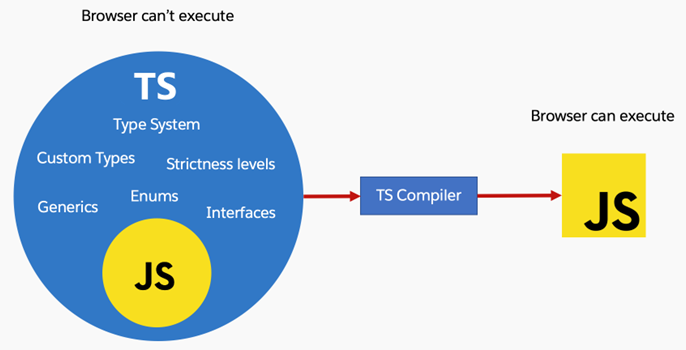 Browser can't execute
TS
Type System
Custom Types
Strictness levels
Generics
Enums
Interfaces
JS
TS Compiler
Browser can execute
JS